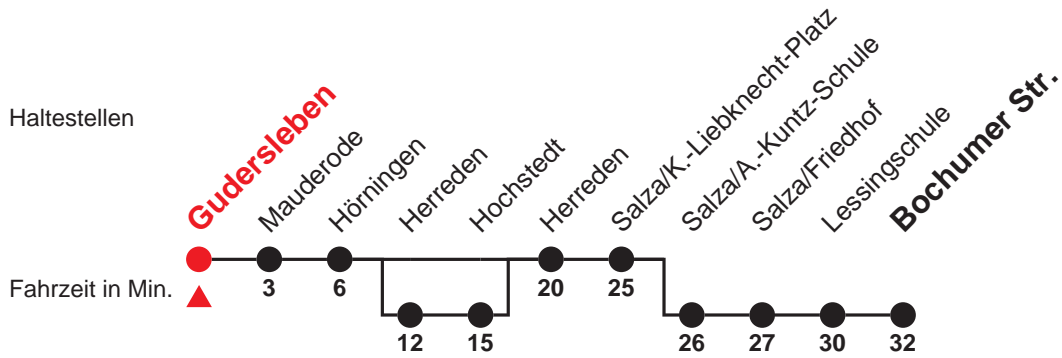 Haltestellen
Gudersleben
Mauderode
Hörningen
Herreden
Hochstedt
Herreden
Salza/K.-Liebknecht-Platz
Salza/A.-Kuntz-Schule
Salza/Friedhof
Lessingschule
Bochumer Str.
Fahrzeit in Min.
3
6
12
15
20
25
26
27
30
32